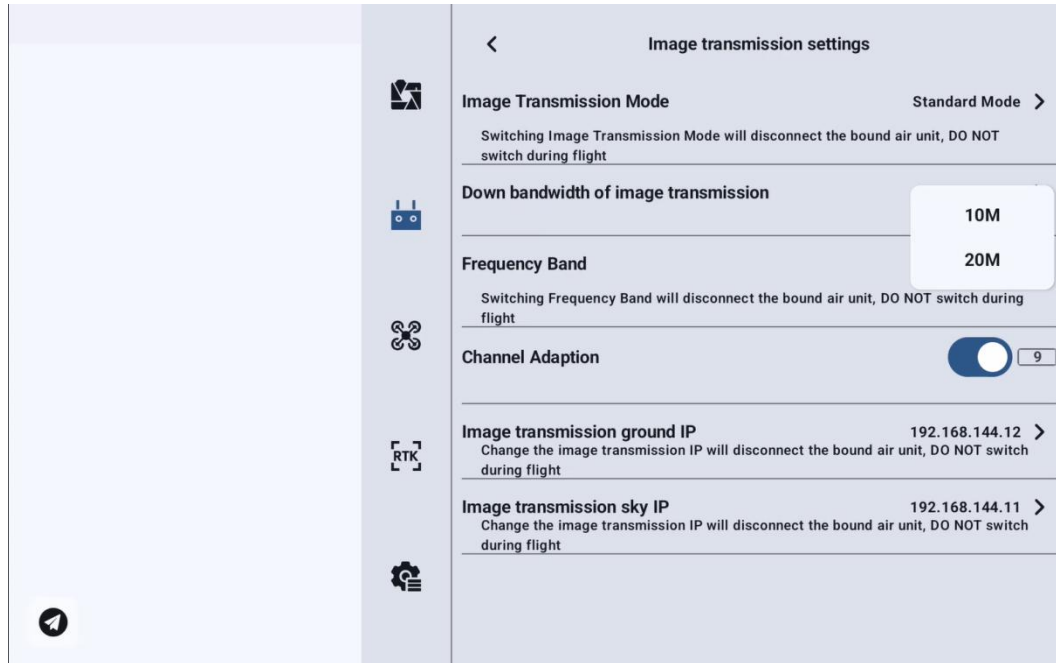 Image transmission settings
Image Transmission Mode
Standard Mode
Switching Image Transmission Mode will disconnect the bound air unit, DO NOT
switch during flight
Down bandwidth of image transmission
10M
20M
Frequency Band
Switching Frequency Band will disconnect the bound air unit, DO NOT switch during
flight
Channel Adaption
9
RTK
Image transmission ground IP
192.168.144.12
Change the image transmission IP will disconnect the bound air unit, DO NOT switch
during flight
Image transmission sky IP
192.168.144.11
Change the image transmission IP will disconnect the bound air unit, DO NOT switch
during flight